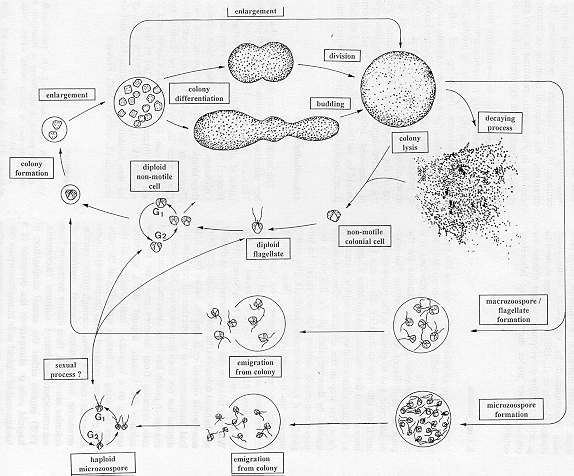 enlargement
enlargement
colony
differentiation
division
budding
decaying
process
colony
lysis
colony
formation
diploid
non-motile
cell
G1
G2
diploid
flagellate
non-motile
colonial cell
macrozoospore /
flagellate
formation
emigration
from colony
sexual
process ?
G1
G2
haploid
microzoospore
emigration
from colony
microzoospore
formation